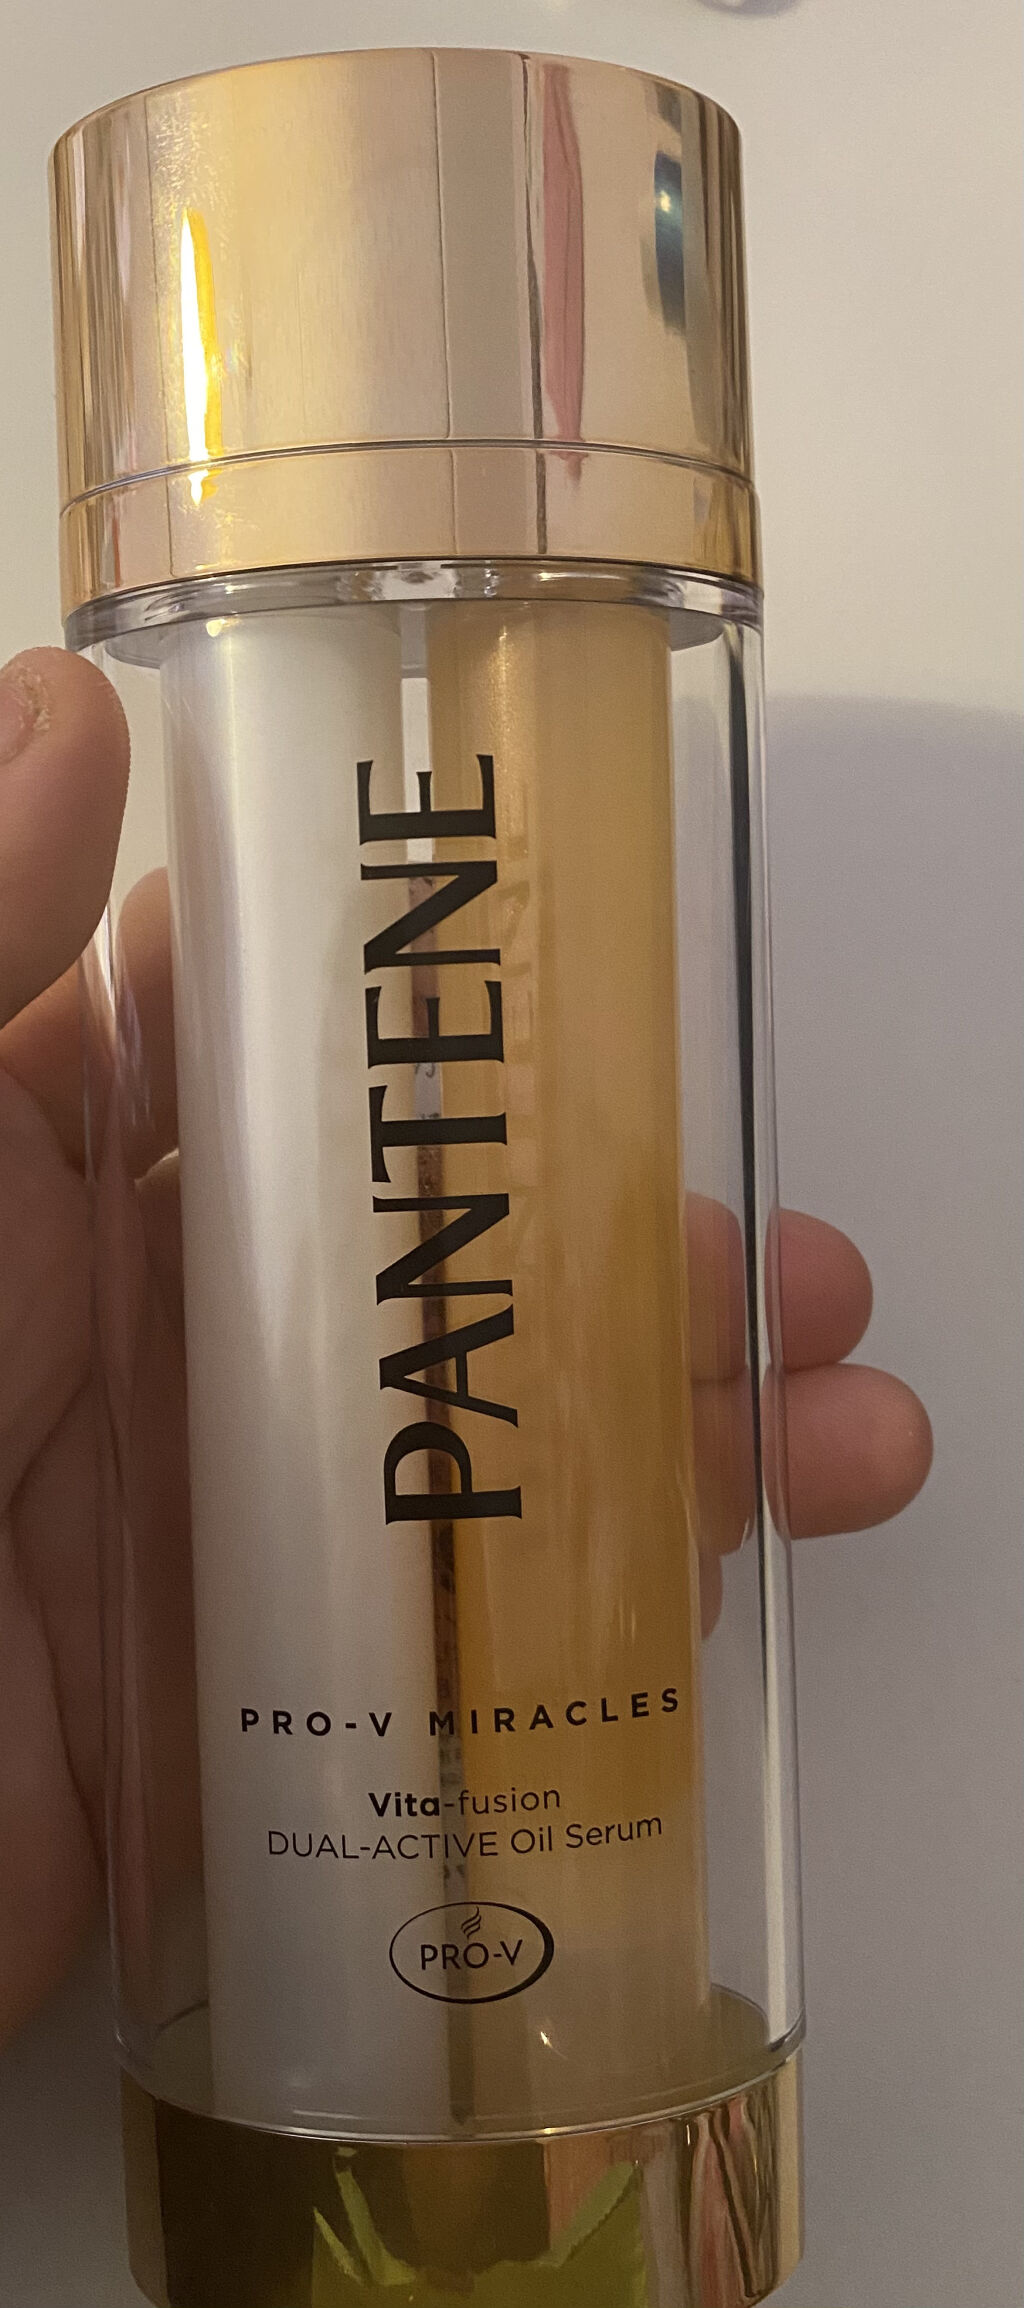 PANTENE
PRO-V MIRACLES
Vita-fusion
DUAL-ACTIVE Oil Serum
PRO-V